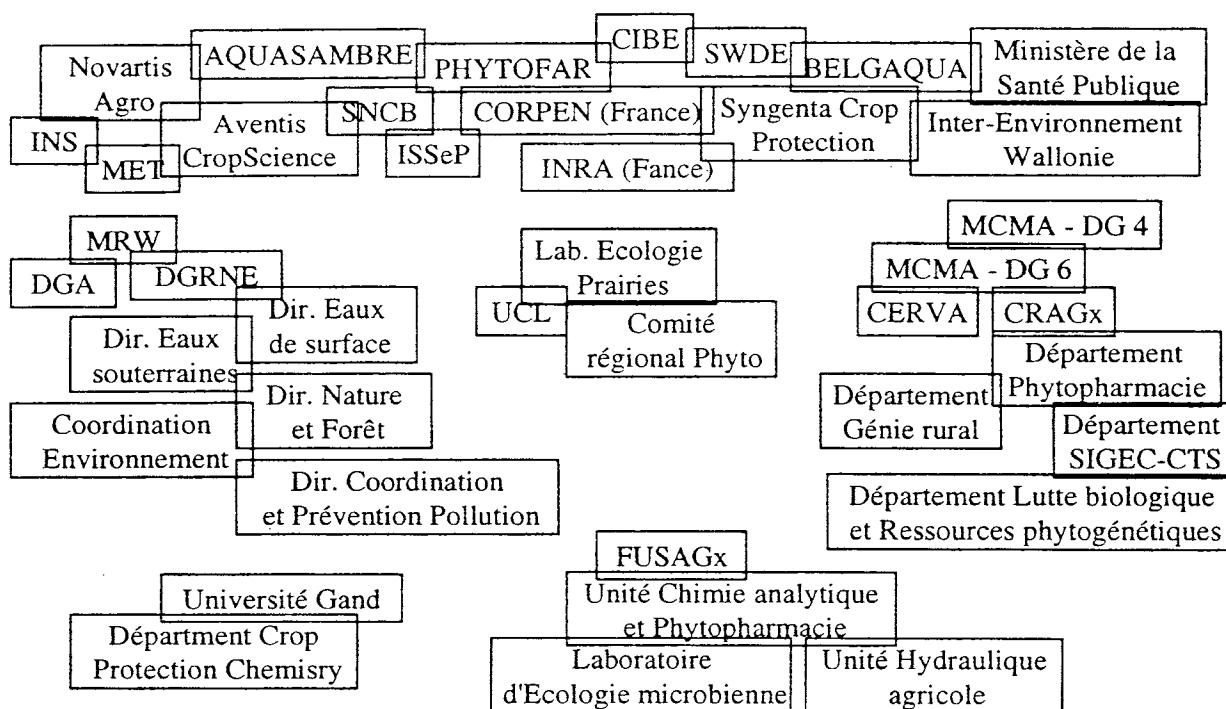 Novartis
Agro
AQUASAMBRE
PHYTOFAR
CIBE
SWDE
BELGAQUA
Ministère de la
Santé Publique
INS
MET
Aventis
CropScience
SNCB
ISSeP
CORPEN (France)
INRA (Fance)
Syngenta Crop
Protection
Inter-Environnement
Wallonie
MRW
DGA
DGRNE
Dir. Eaux
de surface
Dir. Eaux
souterraines
Dir. Nature
et Forêt
Coordination
Environnement
Dir. Coordination
et Prévention Pollution
Lab. Ecologie
Prairies
UCL
Comité
régional Phyto
MCMA - DG 4
MCMA - DG 6
CERVA
CRAGx
Département
Phytopharmacie
Département
Génie rural
Département
SIGEC-CTS
Département Lutte biologique
et Ressources phytogénétiques
Université Gand
Départment Crop
Protection Chemisry
FUSAGx
Unité Chimie analytique
et Phytopharmacie
Laboratoire
d'Ecologie microbienne
Unité Hydraulique
agricole